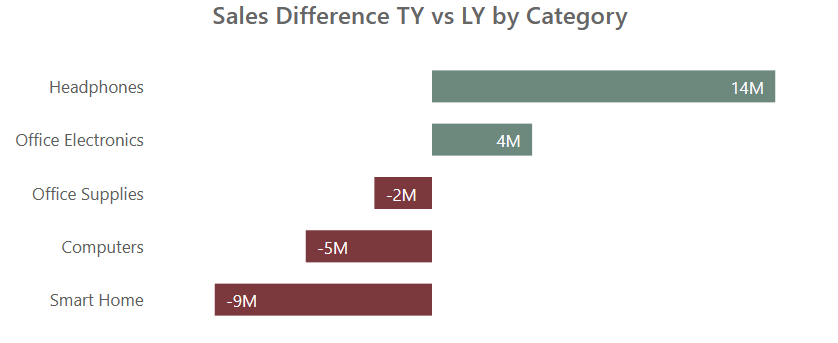 Sales Difference TY vs LY by Category
Headphones 14M
Office Electronics 4M
Office Supplies -2M
Computers -5M
Smart Home -9M